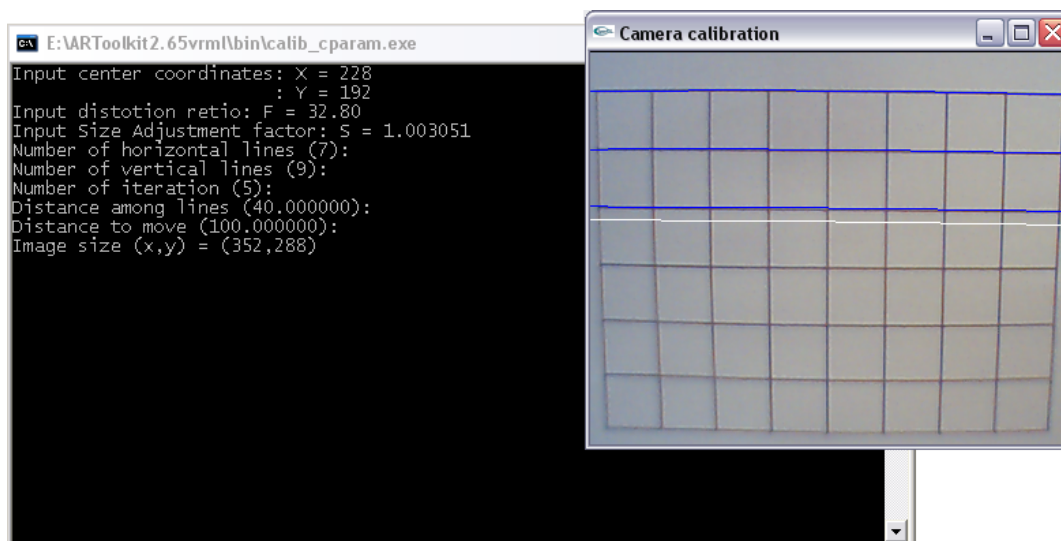 E:\ARToolkit2.65vrml\bin\calib_cparam.exe
Input center coordinates: X = 228
: Y = 192
Input distotion retio: F = 32.80
Input Size Adjustment factor: S = 1.003051
Number of horizontal lines (7):
Number of vertical lines (9):
Number of iteration (5):
Distance among lines (40.000000):
Distance to move (100.000000):
Image size (x,y) = (352,288)
Camera calibration